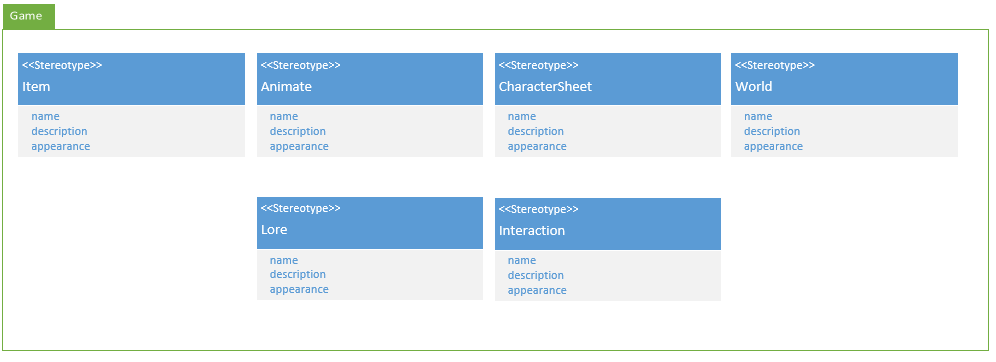 Game
<<Stereotype>>
Item
name
description
appearance
<<Stereotype>>
Animate
name
description
appearance
<<Stereotype>>
CharacterSheet
name
description
appearance
<<Stereotype>>
World
name
description
appearance
<<Stereotype>>
Lore
name
description
appearance
<<Stereotype>>
Interaction
name
description
appearance